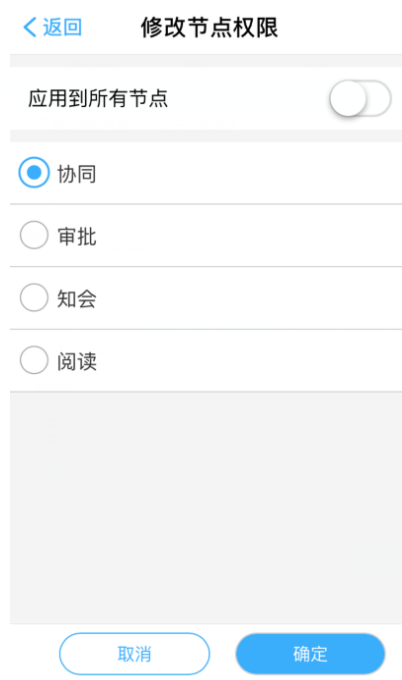 返回 修改节点权限
应用到所有节点
协同
审批
知会
阅读
取消 确定